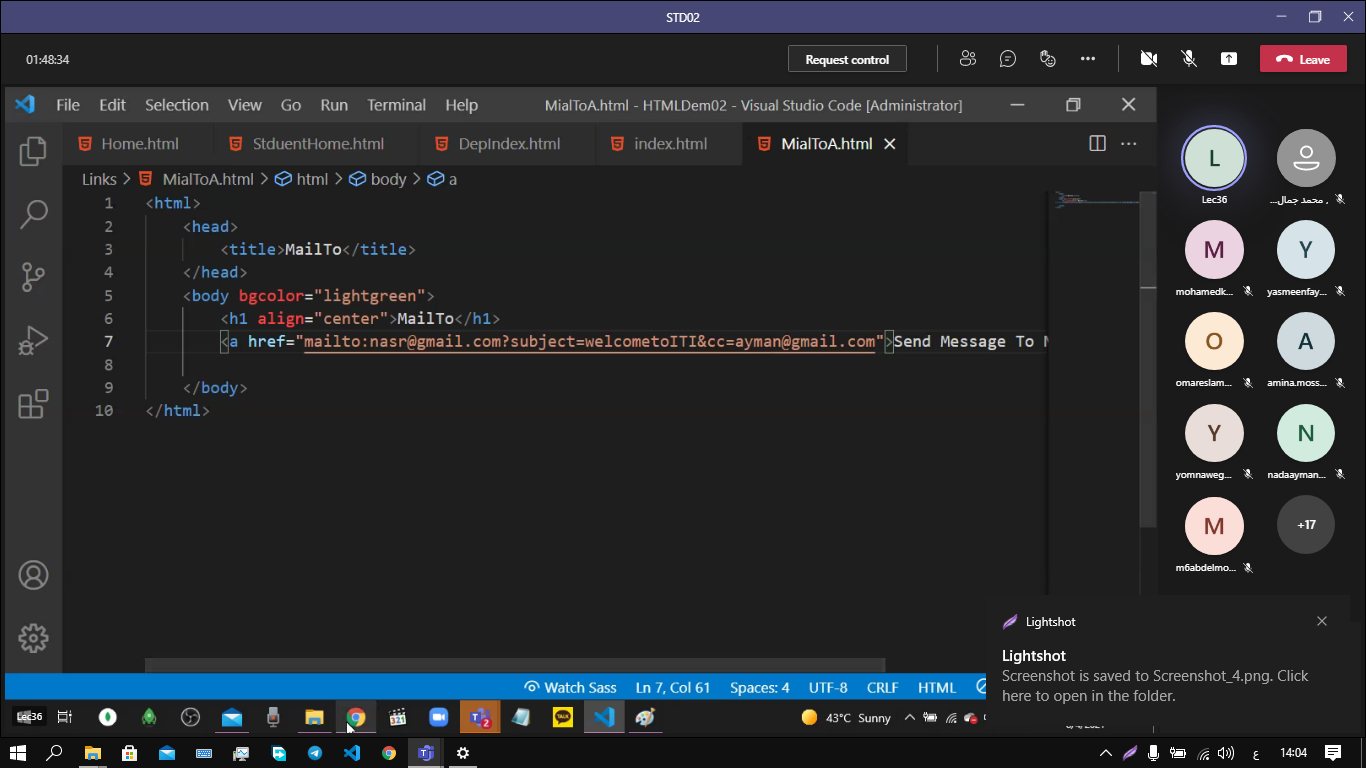 STD02
01:48:34
Request control
Leave
File Edit Selection View Go Run Terminal Help
MialToA.html - HTMLDem02 - Visual Studio Code [Administrator]
Home.html
StduentHome.html
DepIndex.html
index.html
MialToA.html
Links > MialToA.html > html > body > a
1 <html>
2 <head>
3 <title>MailTo</title>
4 </head>
5 <body bgcolor="lightgreen">
6 <h1 align="center">MailTo</h1>
7 <a href="mailto:nasr@gmail.com?subject=welcometoITI&cc=ayman@gmail.com">Send Message To
8
9 </body>
10 </html>
L
Lec36
محمد جمال...
M
mohamedk...
Y
yasmeenfay...
O
omareslam...
A
amina.moss...
Y
yomnaweg...
N
nadaayman...
M
m6abdelmo...
+17
Lightshot
Lightshot
Screenshot is saved to Screenshot_4.png. Click
here to open in the folder.
Watch Sass
Ln 7, Col 61
Spaces: 4
UTF-8
CRLF
HTML
Lec36
TALK
2
43°C Sunny
ع
14:04